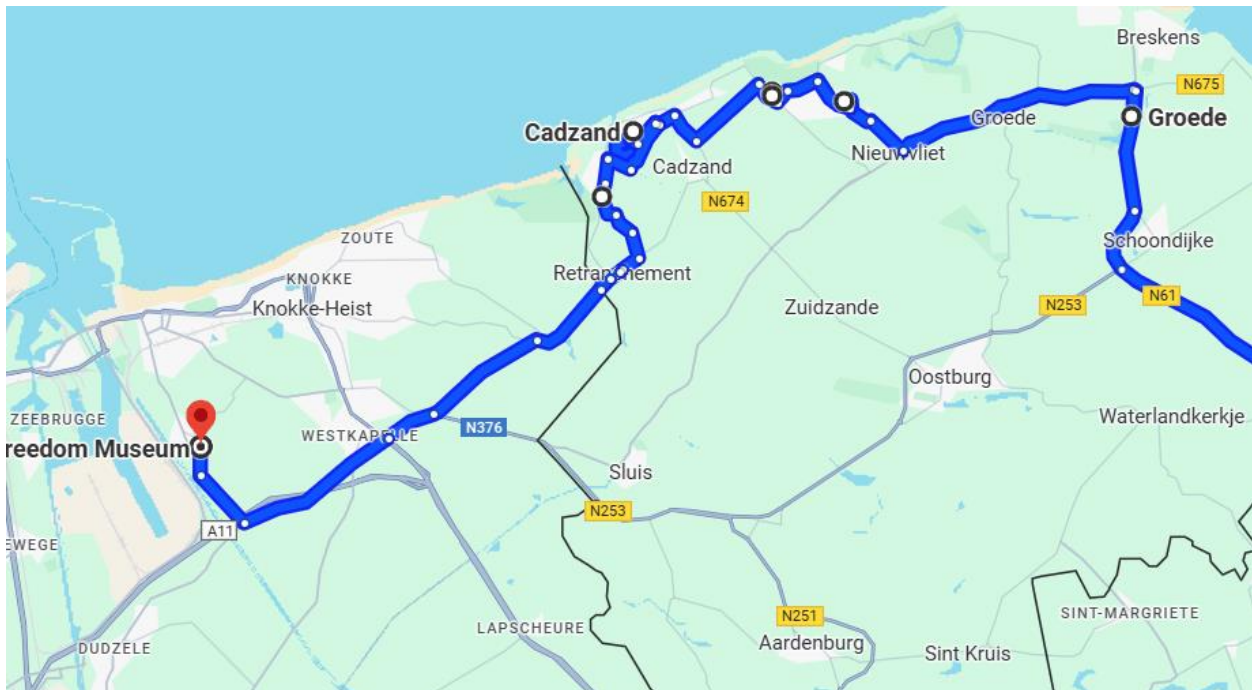 Breskens
N675
Groede
Groede
Cadzand
Nieuwvliet
Cadzand
N674
ZOUTE
Schoondijke
KNOKKE
Retranchement
N61
Knokke-Heist
Zuidzande
N253
Oostburg
ZEEBRUGGE
Waterlandkerkje
N376
WESTKAPELLE
reedom Museum
Sluis
N253
A11
EWEGE
N251
SINT-MARGRIETE
LAPSCHEURE
Aardenburg
DUDZELE
Sint Kruis